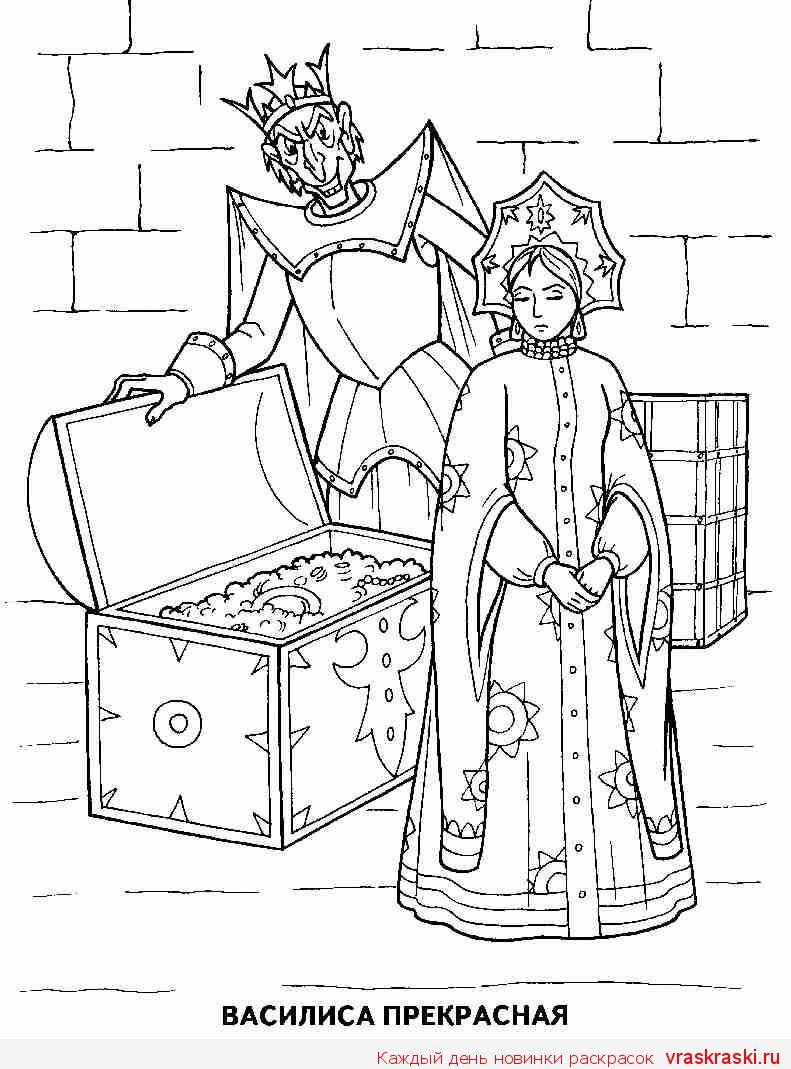 ВАСИЛИСА ПРЕКРАСНАЯ
Каждый день новинки раскрасок vraskraski.ru